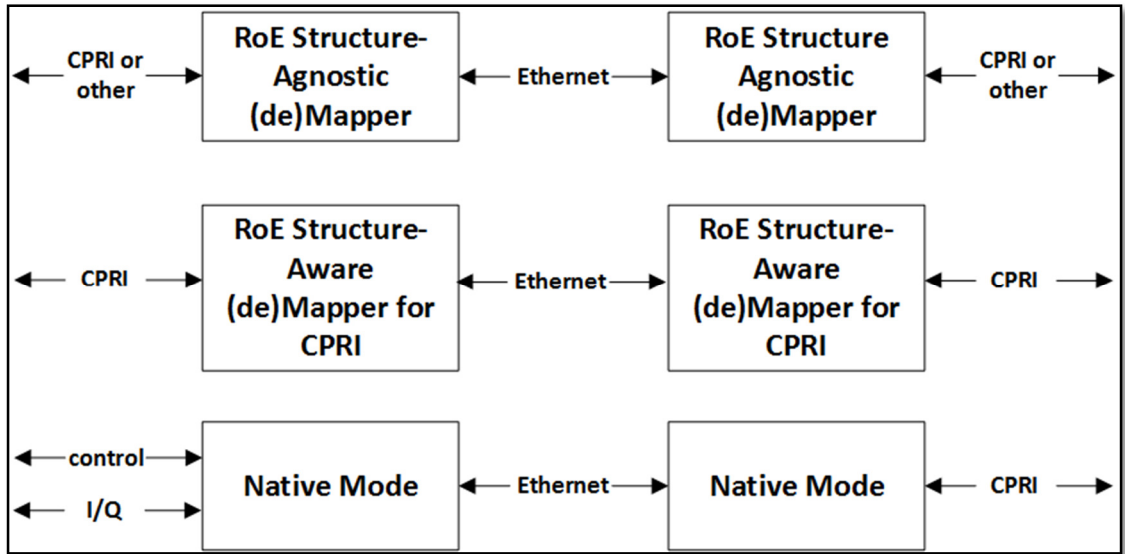 CPRI or
other
RoE Structure-
Agnostic
(de)Mapper
Ethernet
RoE Structure
Agnostic
(de)Mapper
CPRI or
other
CPRI
RoE Structure-
Aware
(de)Mapper for
CPRI
Ethernet
RoE Structure-
Aware
(de)Mapper for
CPRI
CPRI
control
I/Q
Native Mode
Ethernet
Native Mode
CPRI